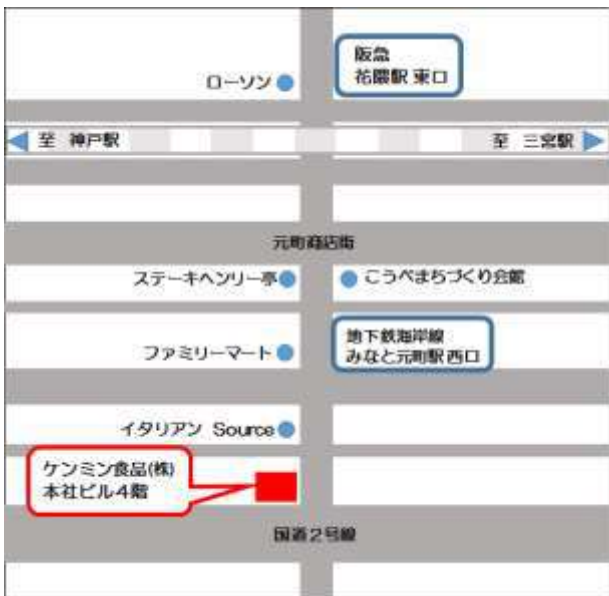 阪急
花隈駅 東口
ローソン
至 神戸駅
至 三宮駅
元町商店街
ステーキヘンリー亭
こうべまちづくり会館
地下鉄海岸線
みなと元町駅 西口
ファミリーマート
イタリアン Source
ケンミン食品(株)
本社ビル4階
国道2号線